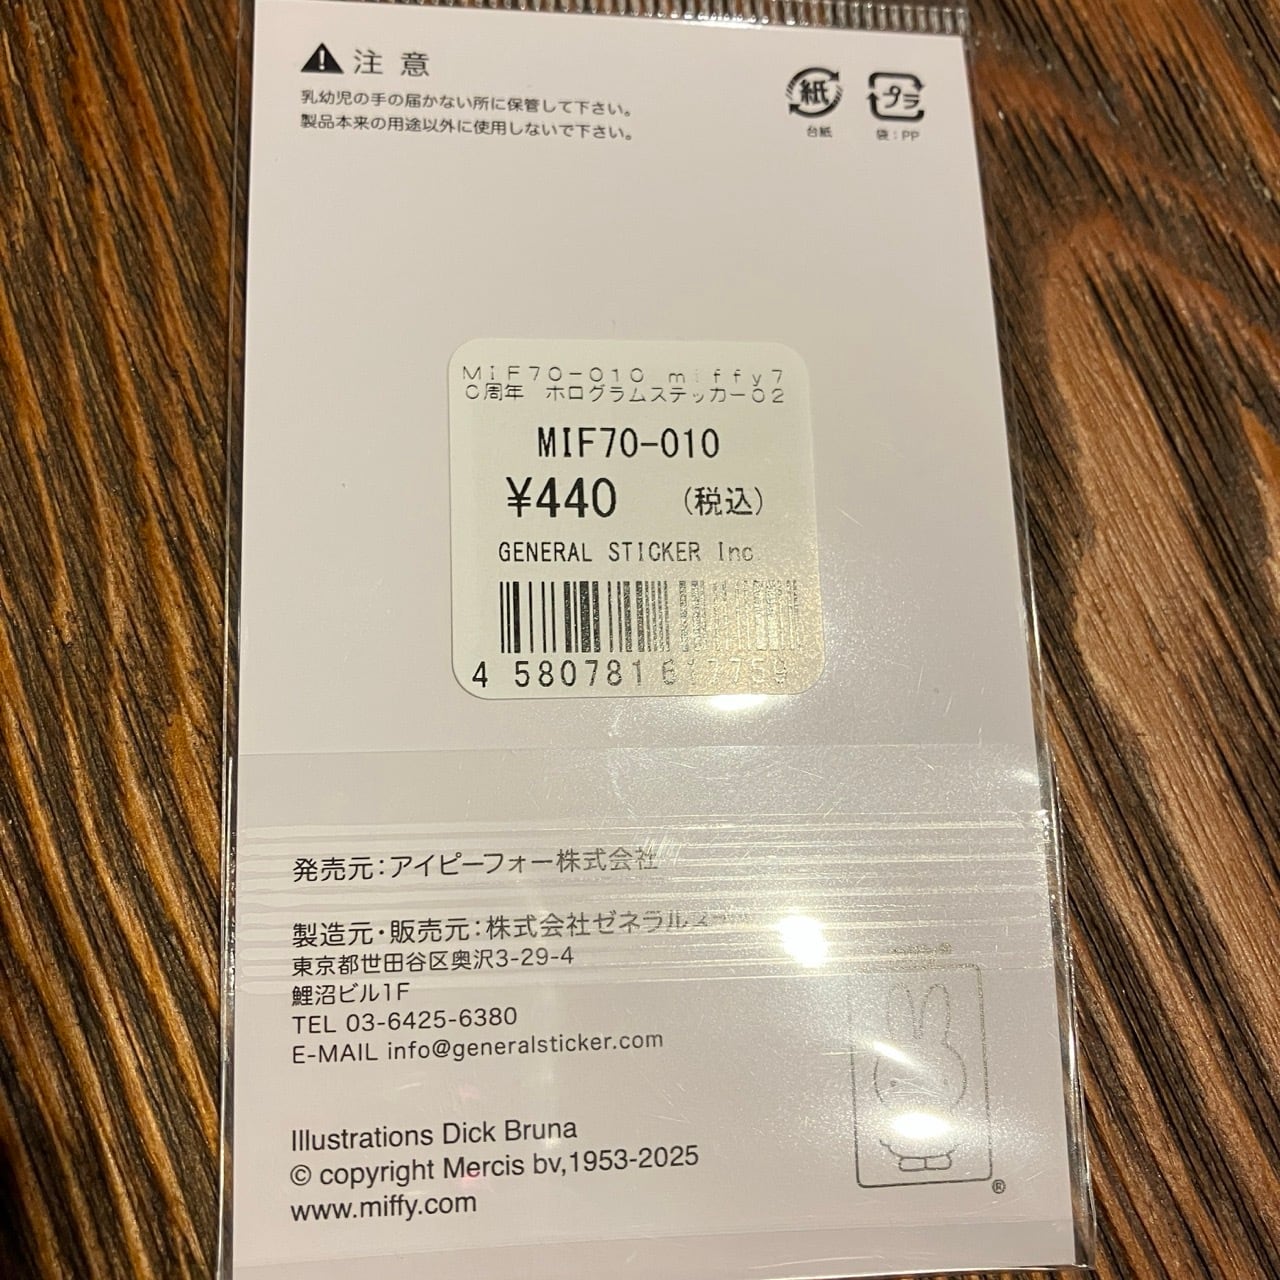 注意
乳幼児の手の届かない所に保管して下さい。
製品本来の用途以外に使用しないで下さい。
紙
台紙
プラ
袋：PP
ＭＩＦ７０－０１０　ｍｉｆｆｙ７
０周年　ホログラムステッカー０２
MIF70-010
¥440 （税込）
GENERAL STICKER Inc
4 580781 617759
発売元：アイピーフォー株式会社
製造元・販売元：株式会社ゼネラルス
東京都世田谷区奥沢3-29-4
鯉沼ビル1F
TEL 03-6425-6380
E-MAIL info@generalsticker.com
Illustrations Dick Bruna
© copyright Mercis bv,1953-2025
www.miffy.com
®